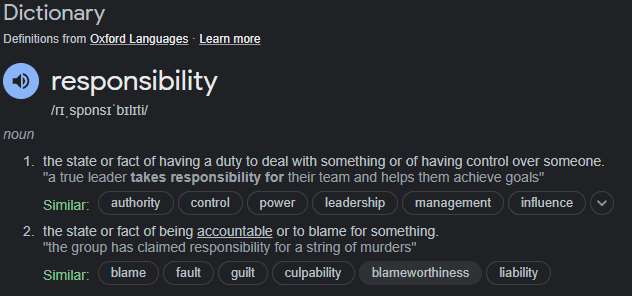 Dictionary
Definitions from Oxford Languages · Learn more
responsibility
/rɪˌspɒnsɪˈbɪlɪti/
noun
1. the state or fact of having a duty to deal with something or of having control over someone.
"a true leader takes responsibility for their team and helps them achieve goals"
Similar: authority control power leadership management influence
2. the state or fact of being accountable or to blame for something.
"the group has claimed responsibility for a string of murders"
Similar: blame fault guilt culpability blameworthiness liability